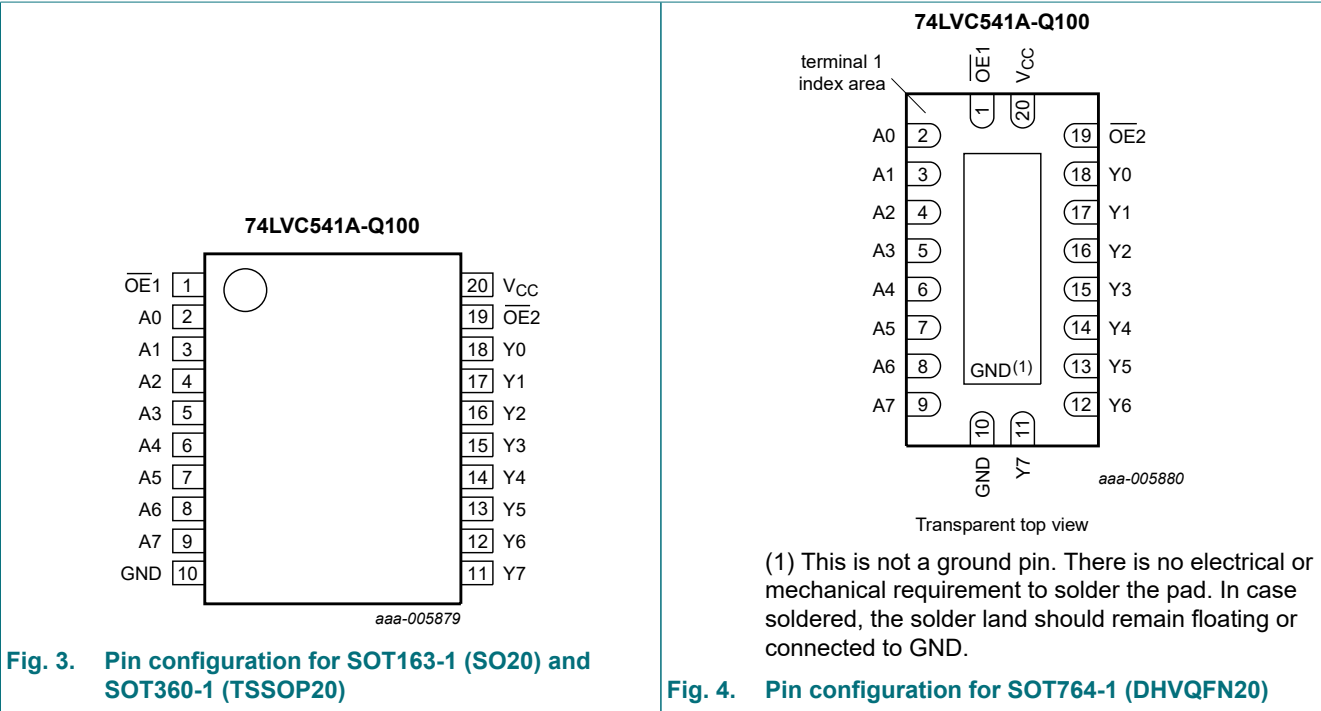 74LVC541A-Q100
OE1 1
A0 2
A1 3
A2 4
A3 5
A4 6
A5 7
A6 8
A7 9
GND 10
20 VCC
19 OE2
18 Y0
17 Y1
16 Y2
15 Y3
14 Y4
13 Y5
12 Y6
11 Y7
aaa-005879
Fig. 3. Pin configuration for SOT163-1 (SO20) and
SOT360-1 (TSSOP20)
74LVC541A-Q100
terminal 1
index area
OE1
VCC
1
20
A0 2
A1 3
A2 4
A3 5
A4 6
A5 7
A6 8
A7 9
19 OE2
18 Y0
17 Y1
16 Y2
15 Y3
14 Y4
13 Y5
12 Y6
GND(1)
10
11
GND
Y7
aaa-005880
Transparent top view
(1) This is not a ground pin. There is no electrical or
mechanical requirement to solder the pad. In case
soldered, the solder land should remain floating or
connected to GND.
Fig. 4. Pin configuration for SOT764-1 (DHVQFN20)